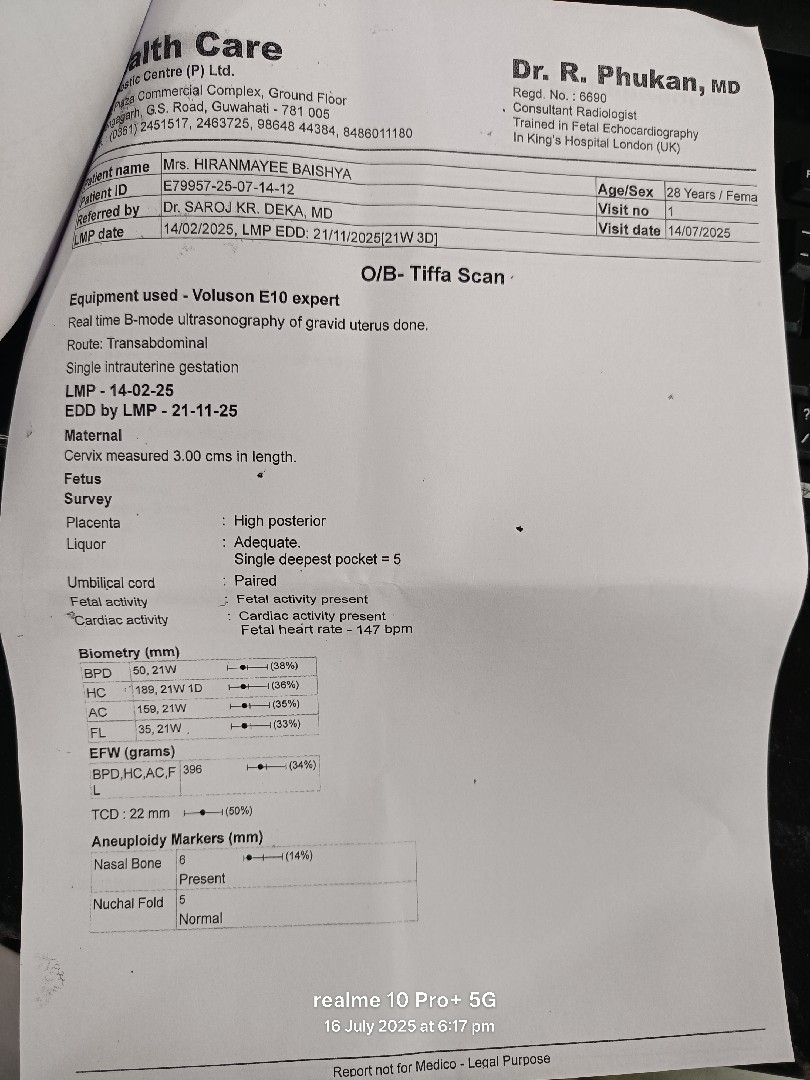 alth Care
Dr. R. Phukan, MD
Centre (P) Ltd.
Regd. No. : 6690
Commercial Complex, Ground Floor
Consultant Radiologist
G.S. Road, Guwahati - 781 005
Trained in Fetal Echocardiography
(0361) 2451517, 2463725, 98648 44384, 8486011180
In King's Hospital London (UK)
Patient name Mrs. HIRANMAYEE BAISHYA
Patient ID E79957-25-07-14-12 Age/Sex 28 Years / Fema
Referred by Dr. SAROJ KR. DEKA, MD Visit no 1
LMP date 14/02/2025, LMP EDD: 21/11/2025[21W 3D] Visit date 14/07/2025
O/B- Tiffa Scan
Equipment used - Voluson E10 expert
Real time B-mode ultrasonography of gravid uterus done.
Route: Transabdominal
Single intrauterine gestation
LMP - 14-02-25
EDD by LMP - 21-11-25
Maternal
Cervix measured 3.00 cms in length.
Fetus
Survey
Placenta : High posterior
Liquor : Adequate.
Single deepest pocket = 5
Umbilical cord : Paired
Fetal activity : Fetal activity present
Cardiac activity : Cardiac activity present
Fetal heart rate - 147 bpm
Biometry (mm)
BPD 50, 21W (38%)
HC 189, 21W 1D (36%)
AC 159, 21W (35%)
FL 35, 21W (33%)
EFW (grams)
BPD,HC,AC,F 396 (34%)
L
TCD : 22 mm (50%)
Aneuploidy Markers (mm)
Nasal Bone 6 (14%)
Present
Nuchal Fold 5
Normal
realme 10 Pro+ 5G
16 July 2025 at 6:17 pm
Report not for Medico - Legal Purpose